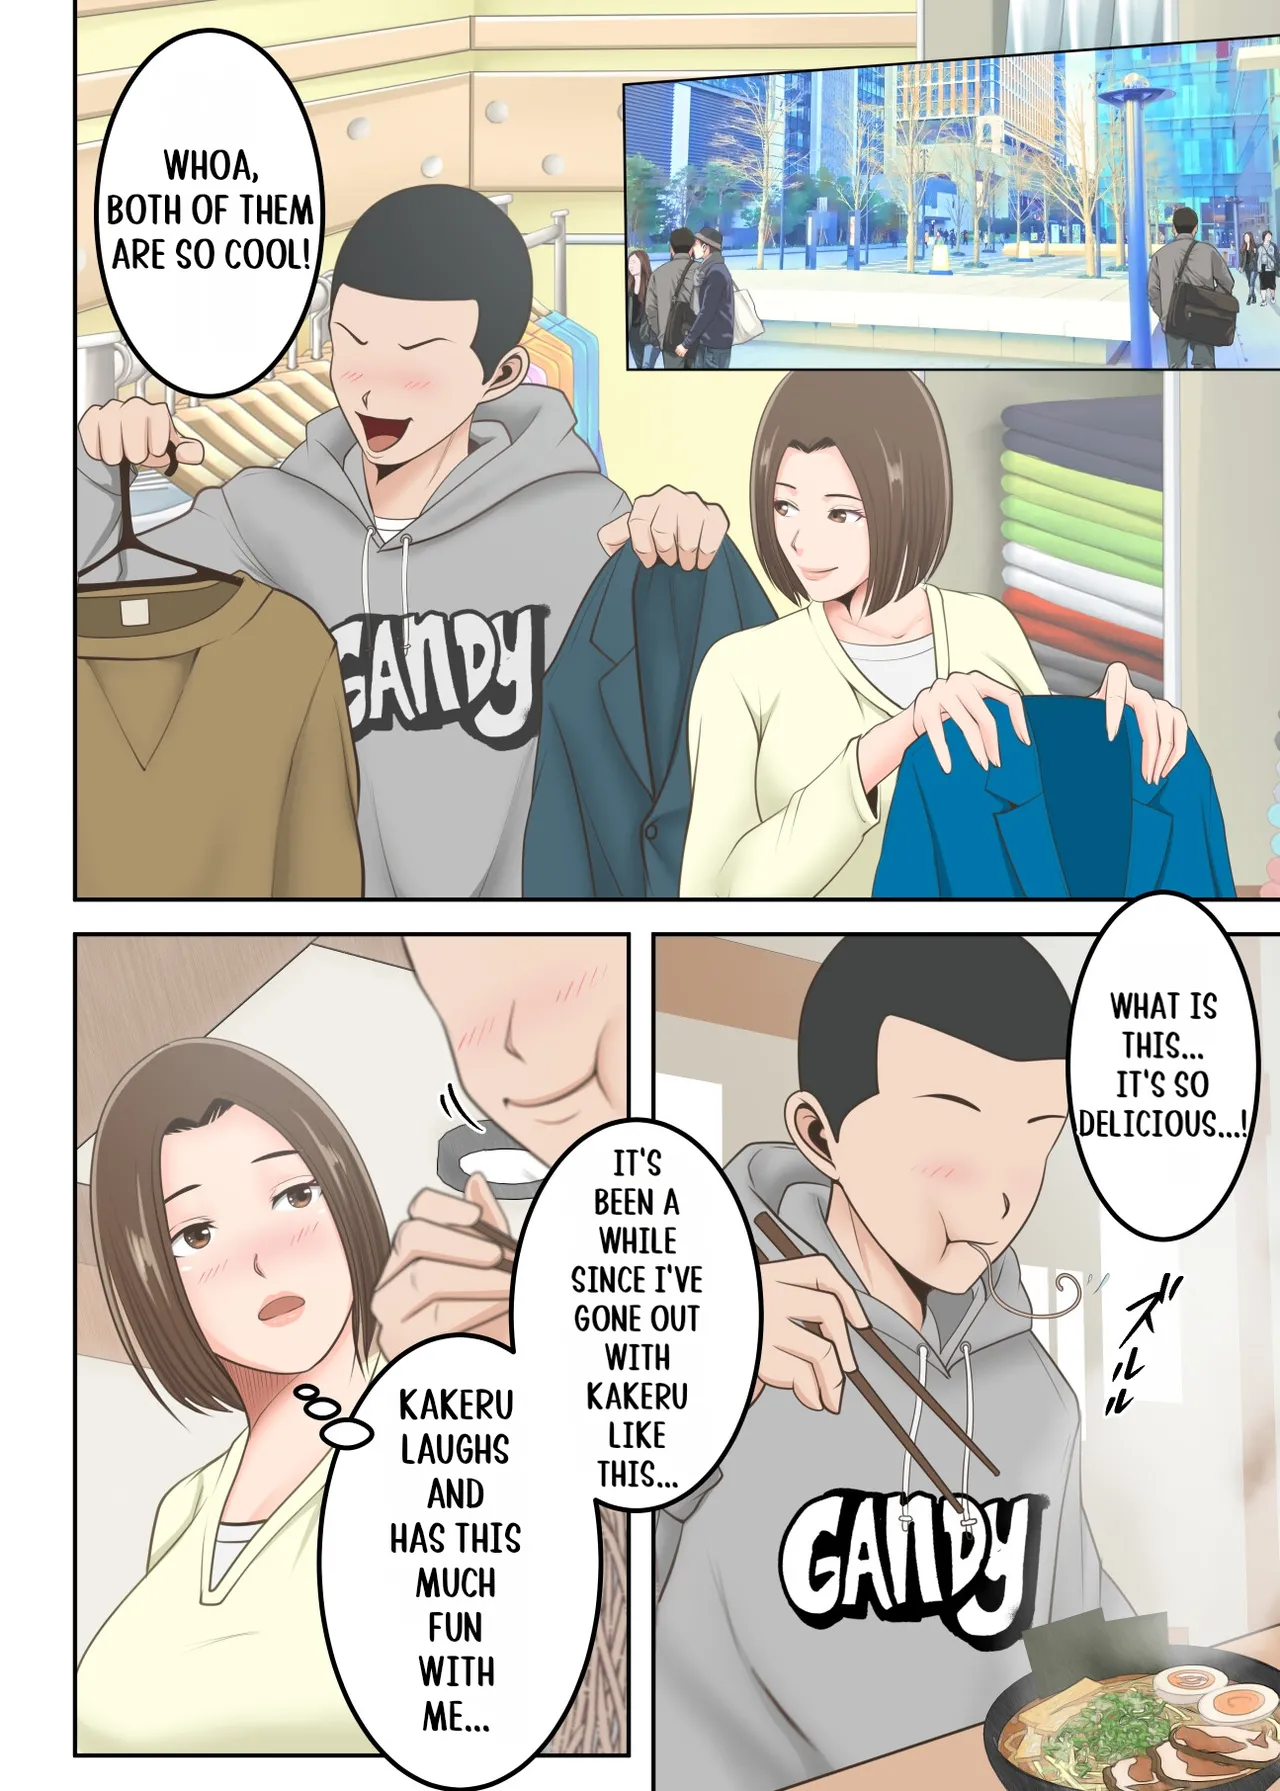 WHOA,
BOTH OF THEM
ARE SO COOL!
GANDY
WHAT IS
THIS...
IT'S SO
DELICIOUS...!
ズルルル
GANDY
IT'S
BEEN A
WHILE
SINCE I'VE
GONE OUT
WITH
KAKERU
LIKE
THIS...
KAKERU
LAUGHS
AND
HAS THIS
MUCH
FUN
WITH
ME...